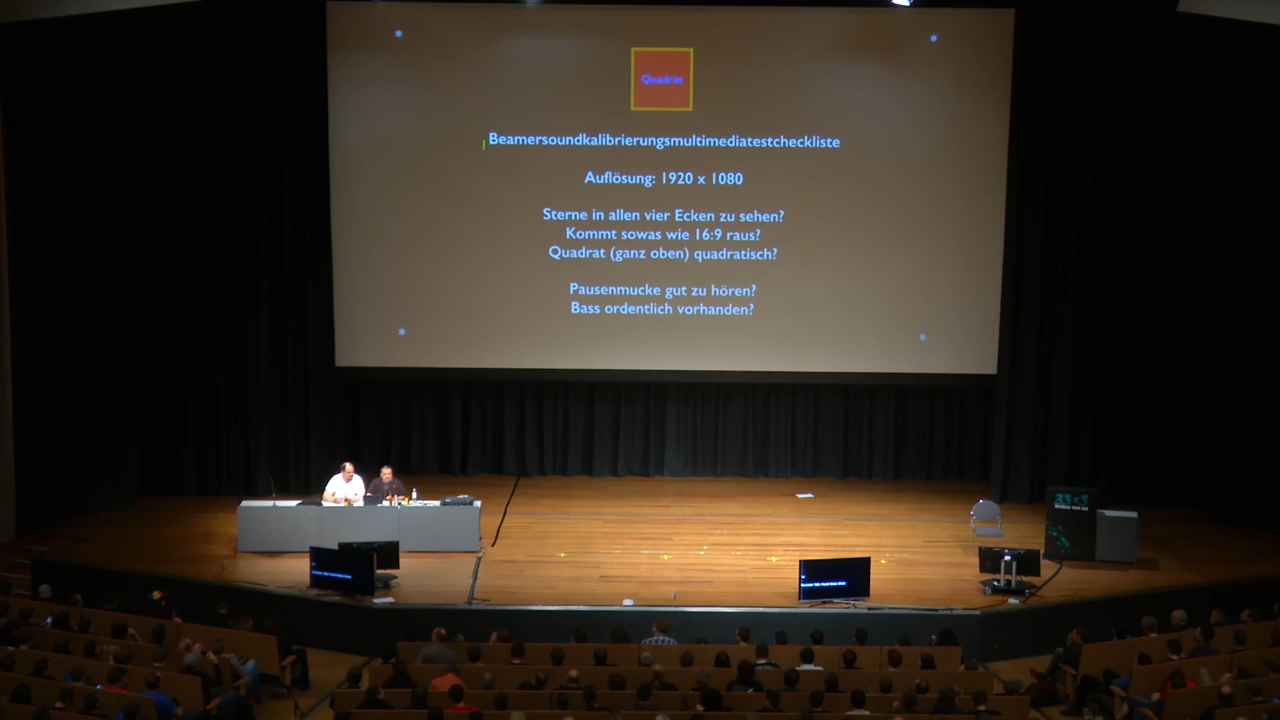 *
*
Quadrat
Beamersoundkalibrierungsmultimediatestcheckliste
Auflösung: 1920 x 1080
Sterne in allen vier Ecken zu sehen?
Kommt sowas wie 16:9 raus?
Quadrat (ganz oben) quadratisch?
Pausenmucke gut zu hören?
Bass ordentlich vorhanden?
*
*